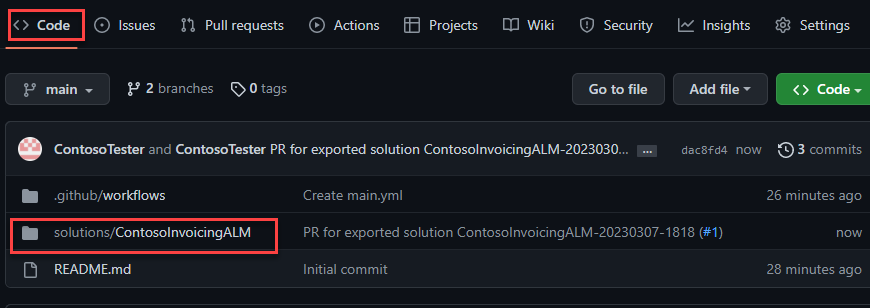 Code Issues Pull requests Actions Projects Wiki Security Insights Settings
main 2 branches 0 tags Go to file Add file Code
ContosoTester and ContosoTester PR for exported solution ContosoInvoicingALM-2023030... ... dac8fd4 now 3 commits
.github/workflows Create main.yml 26 minutes ago
solutions/ContosoInvoicingALM PR for exported solution ContosoInvoicingALM-20230307-1818 (#1) now
README.md Initial commit 28 minutes ago